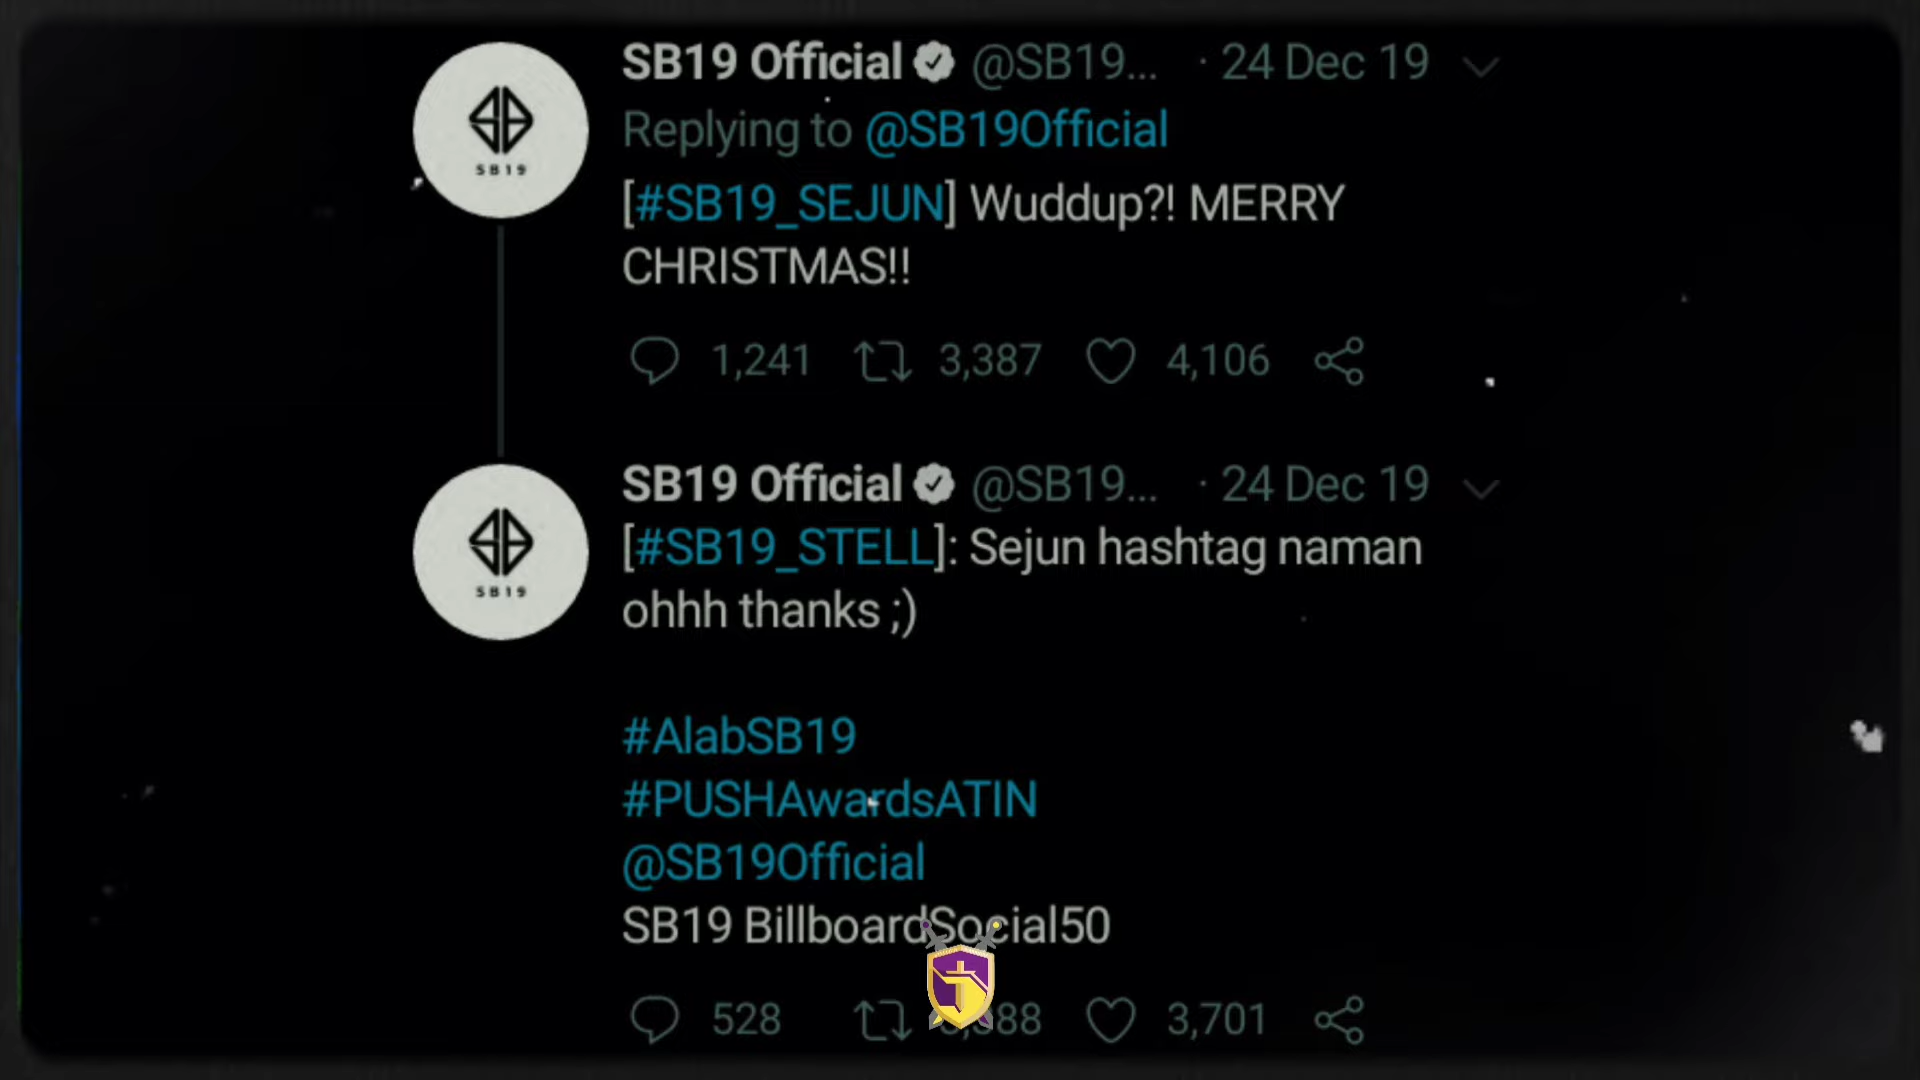 SB19 Official @SB19... · 24 Dec 19
Replying to @SB19Official
[#SB19_SEJUN] Wuddup?! MERRY
CHRISTMAS!!
1,241 3,387 4,106
SB19
SB19 Official @SB19... · 24 Dec 19
[#SB19_STELL]: Sejun hashtag naman
ohhh thanks ;)
SB19
#AlabSB19
#PUSHAwardsATIN
@SB19Official
SB19 BillboardSocial50
528 3,701